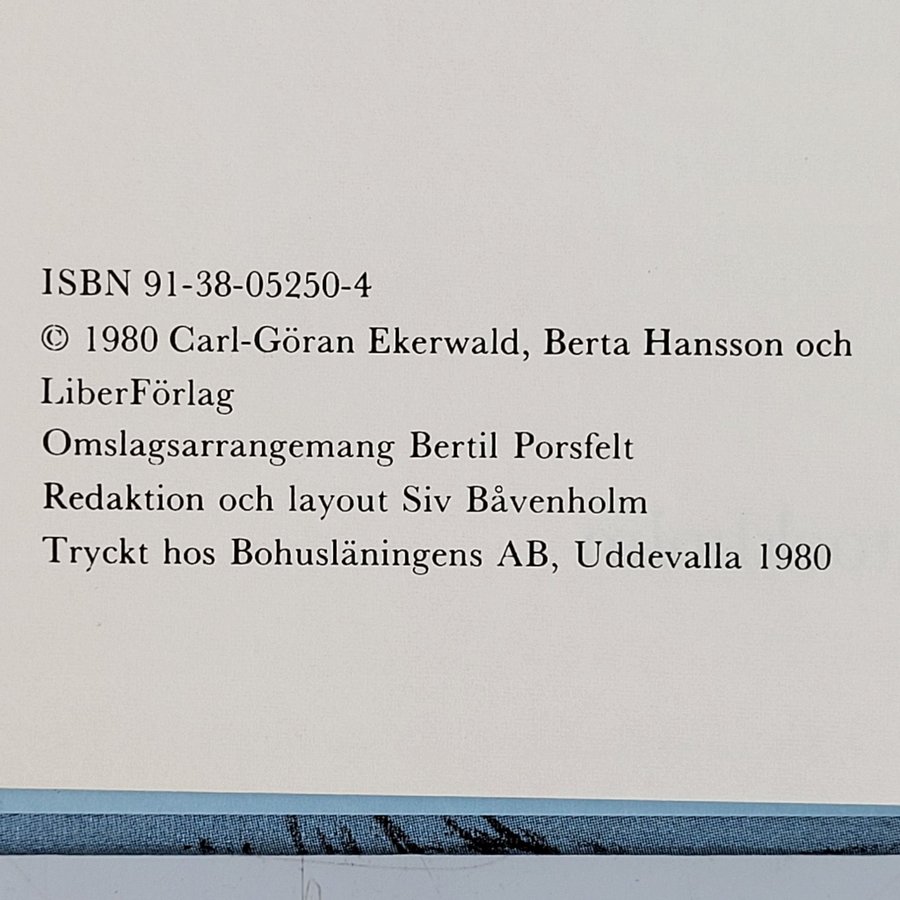 ISBN 91-38-05250-4
© 1980 Carl-Göran Ekerwald, Berta Hansson och
LiberFörlag
Omslagsarrangemang Bertil Porsfelt
Redaktion och layout Siv Båvenholm
Tryckt hos Bohusläningens AB, Uddevalla 1980